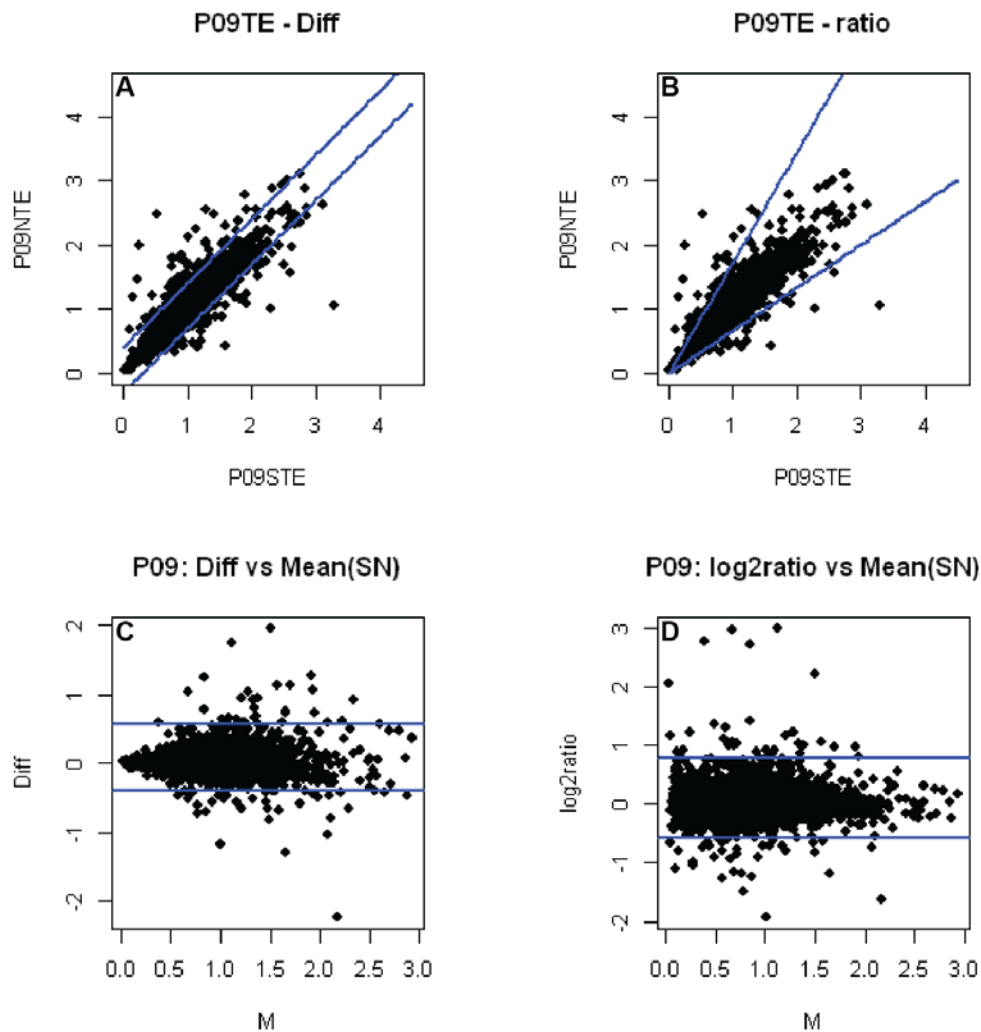 P09TE - Diff
A
P09NTE
4
3
2
1
0
0 1 2 3 4
P09STE
P09TE - ratio
B
P09NTE
4
3
2
1
0
0 1 2 3 4
P09STE
P09: Diff vs Mean(SN)
C
Diff
2
1
0
-1
-2
0.0 0.5 1.0 1.5 2.0 2.5 3.0
M
P09: log2ratio vs Mean(SN)
D
log2ratio
3
2
1
0
-1
-2
0.0 0.5 1.0 1.5 2.0 2.5 3.0
M